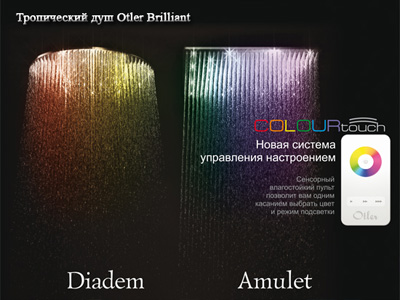 Тропический душ Otler Brilliant
COLOURtouch
Новая система
управления настроением
Сенсорный
влагостойкий пульт
позволит вам одним
касанием выбрать цвет
и режим подсветки
Otler
Diadem
Amulet